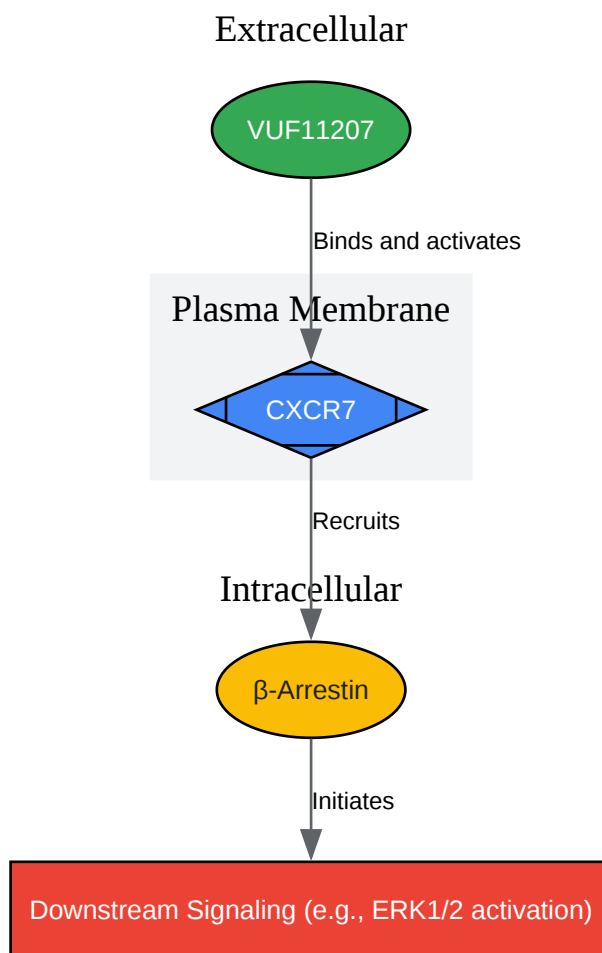 Extracellular
VUF11207
Binds and activates
Plasma Membrane
CXCR7
Recruits
Intracellular
β-Arrestin
Initiates
Downstream Signaling (e.g., ERK1/2 activation)